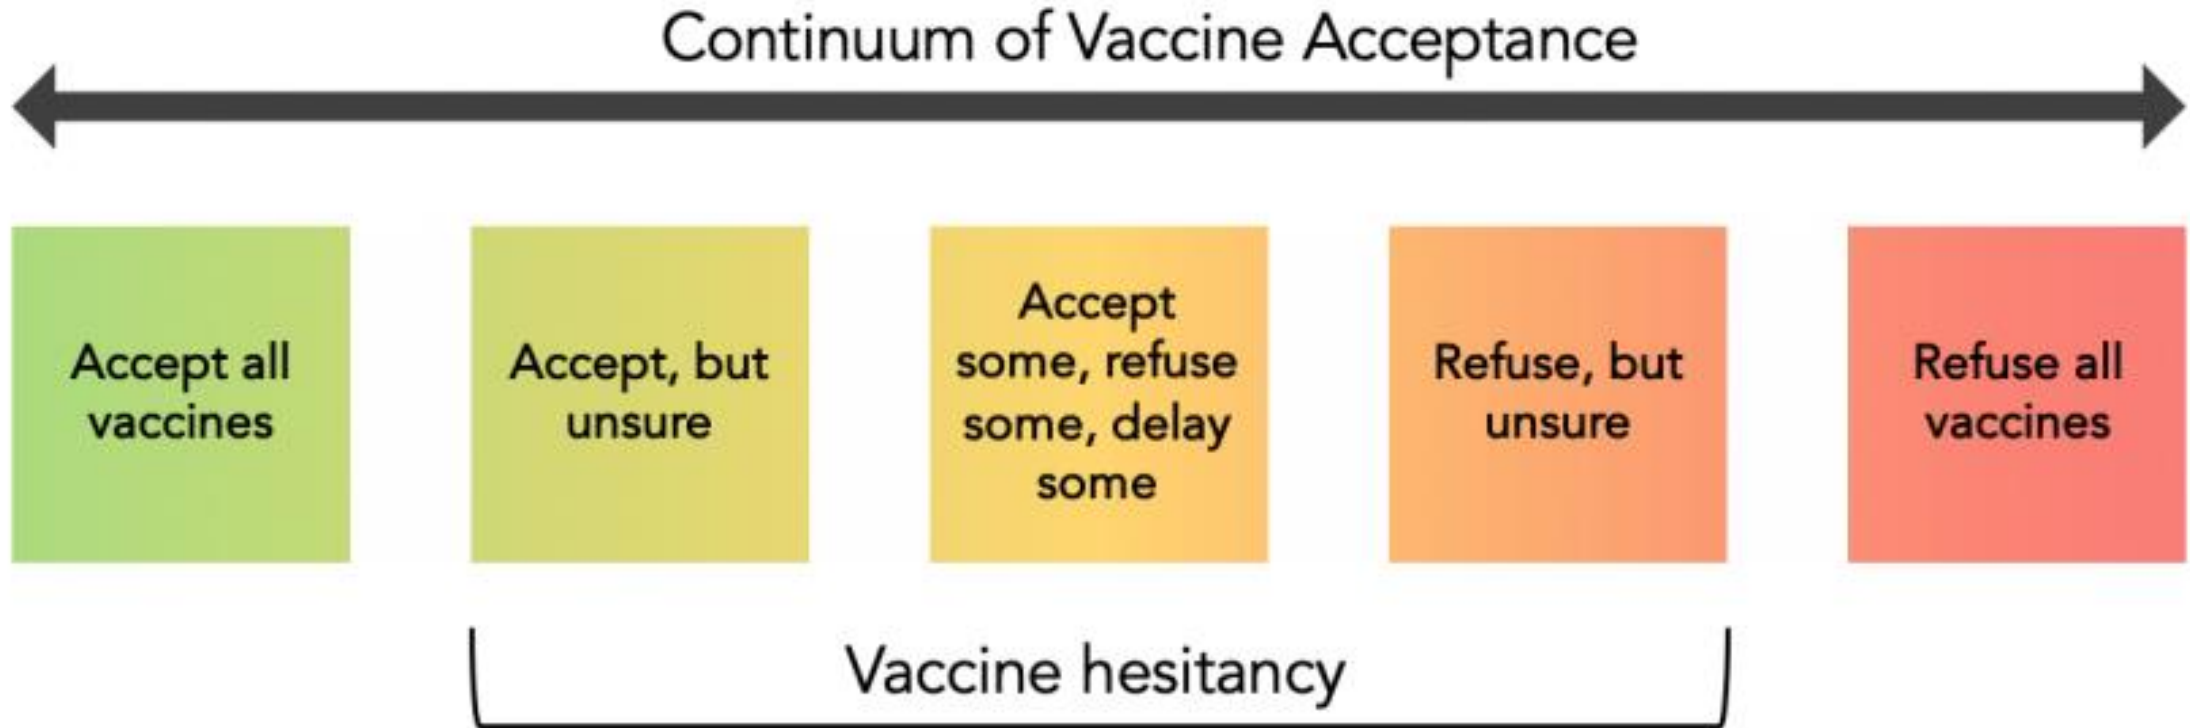 Continuum of Vaccine Acceptance
Accept all
vaccines
Accept, but
unsure
Accept
some, refuse
some, delay
some
Refuse, but
unsure
Refuse all
vaccines
Vaccine hesitancy